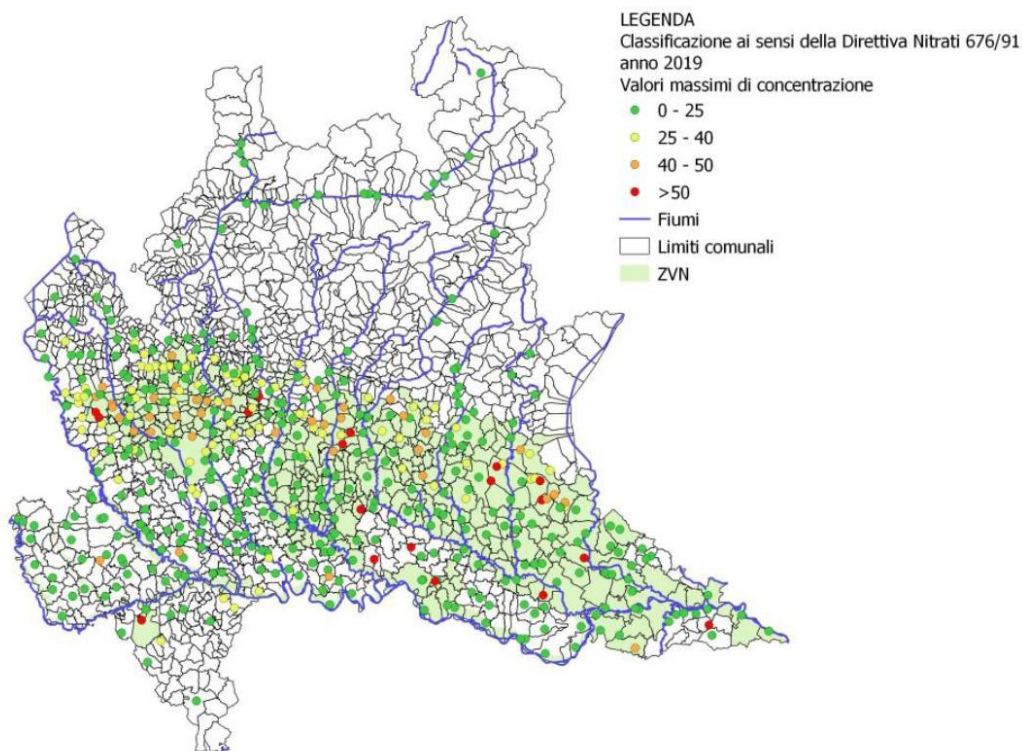 LEGENDA
Classificazione ai sensi della Direttiva Nitrati 676/91
anno 2019
Valori massimi di concentrazione
0 - 25
25 - 40
40 - 50
>50
Fiumi
Limiti comunali
ZVN